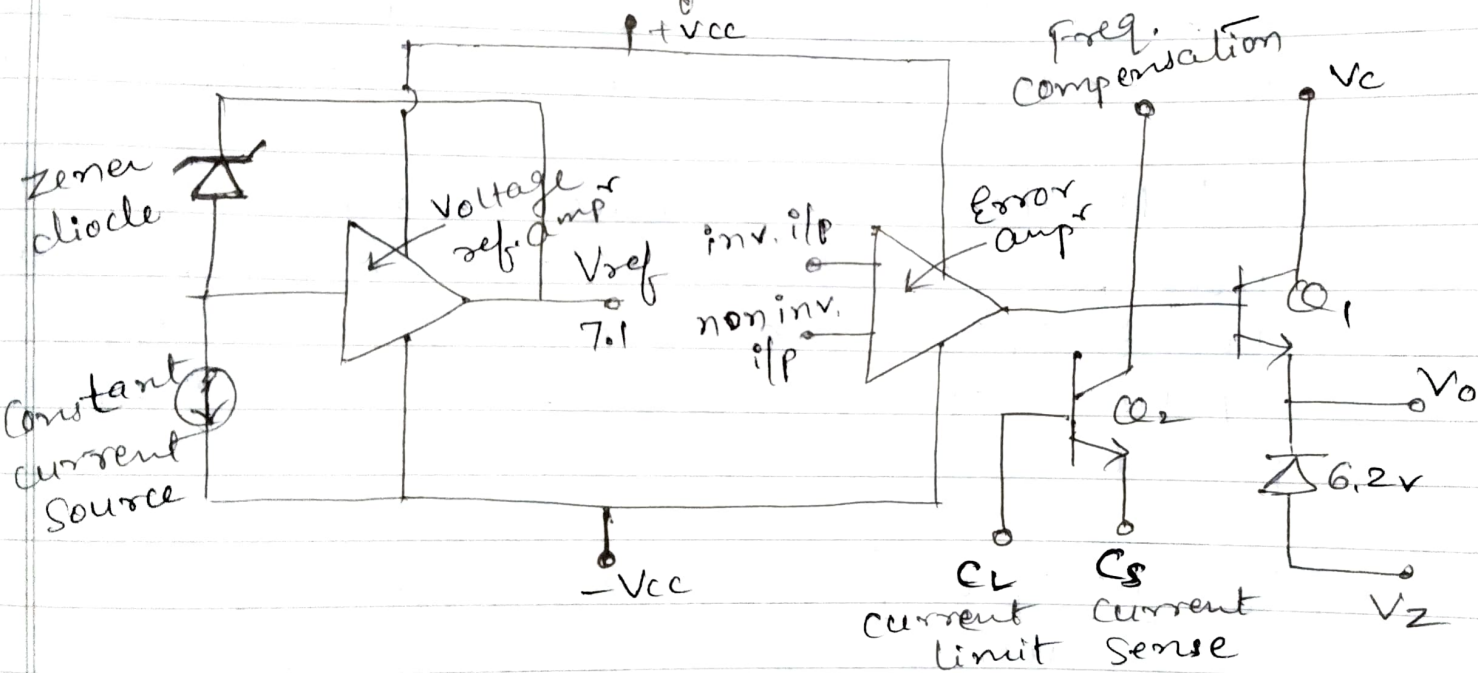 +Vcc
Freq.
compensation
Vc
Zener
diode
Voltage
ref. ampr
Vref
7.1
inv. i/p
non inv.
i/p
Error
ampr
Q1
Vo
Constant
current
Source
Q2
6.2v
-Vcc
CL
current
limit
Cs
current
Sense
VZ